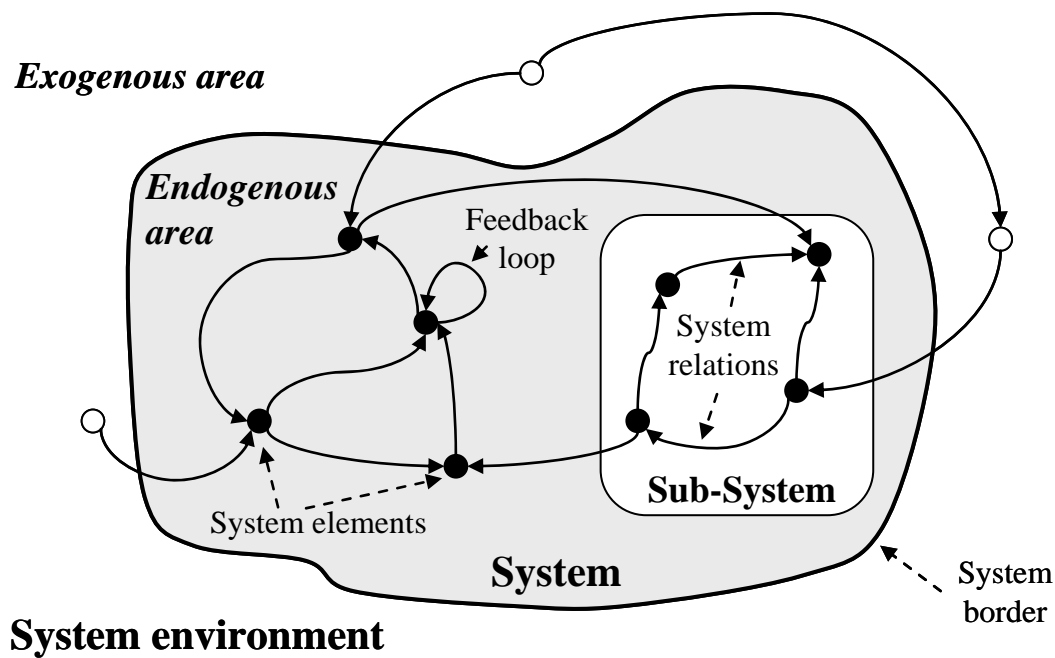 Exogenous area
Endogenous
area
Feedback
loop
System
relations
Sub-System
System elements
System
System
border
System environment